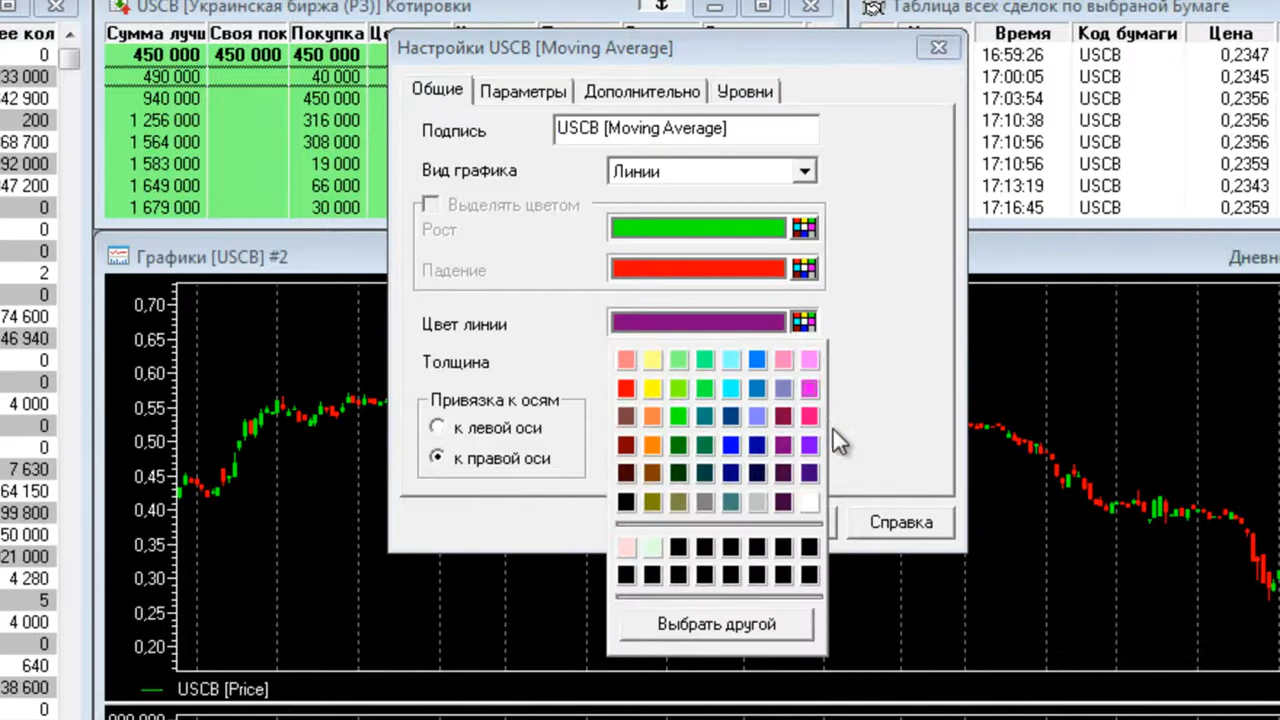 USCB [Украинская биржа (РЗ)] Котировки
Таблица всех сделок по выбраной Бумаге
ее кол
0
33 000
42 900
200
68 700
92 000
47 200
0
0
0
2
0
74 600
46 940
0
0
4 000
0
0
7 630
64 150
99 800
50 000
21 000
4 280
5
4 000
0
640
38 600
0
Сумма лучш Своя пок Покупка Це
450 000 450 000 450 000
490 000 40 000
940 000 450 000
1 256 000 316 000
1 564 000 308 000
1 583 000 19 000
1 649 000 66 000
1 679 000 30 000
Настройки USCB [Moving Average]
Общие Параметры Дополнительно Уровни
Подпись USCB [Moving Average]
Вид графика Линии
Выделять цветом
Рост
Падение
Цвет линии
Толщина
Привязка к осям
к левой оси
к правой оси
Выбрать другой
Справка
Время Код бумаги Цена
16:59:26 USCB 0,2347
17:00:05 USCB 0,2345
17:03:54 USCB 0,2356
17:10:38 USCB 0,2356
17:10:56 USCB 0,2356
17:10:56 USCB 0,2359
17:13:19 USCB 0,2343
17:16:45 USCB 0,2359
Графики [USCB] #2
Дневн
0,70
0,65
0,60
0,55
0,50
0,45
0,40
0,35
0,30
0,25
0,20
USCB [Price]